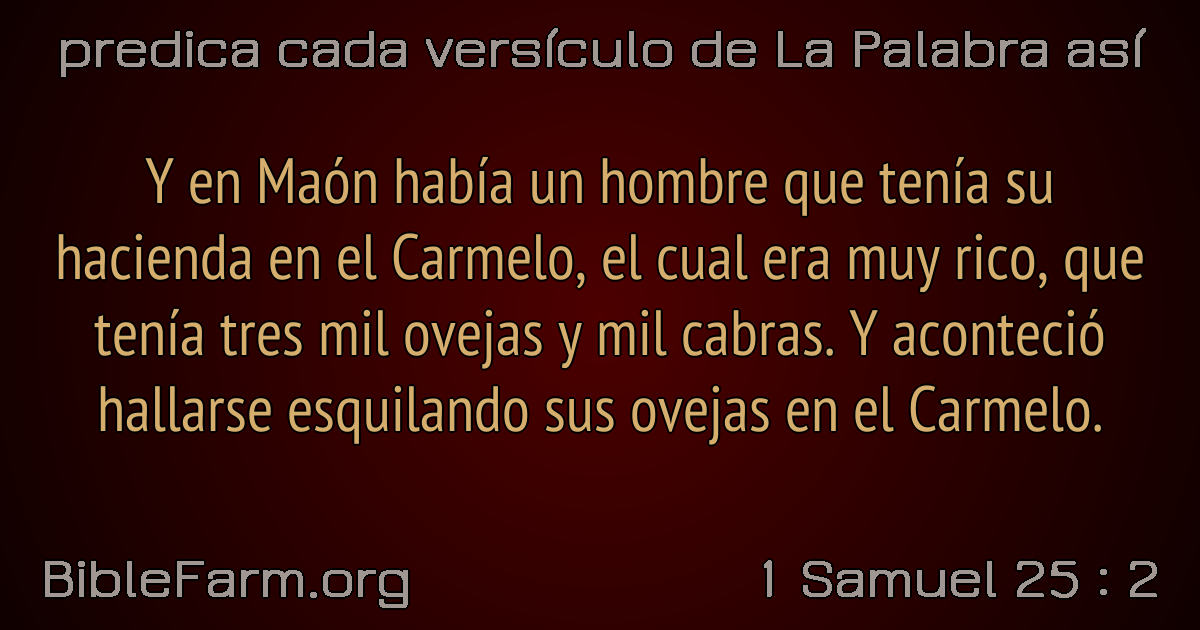 predica cada versículo de La Palabra así
Y en Maón había un hombre que tenía su
hacienda en el Carmelo, el cual era muy rico, que
tenía tres mil ovejas y mil cabras. Y aconteció
hallarse esquilando sus ovejas en el Carmelo.
BibleFarm.org
1 Samuel 25 : 2